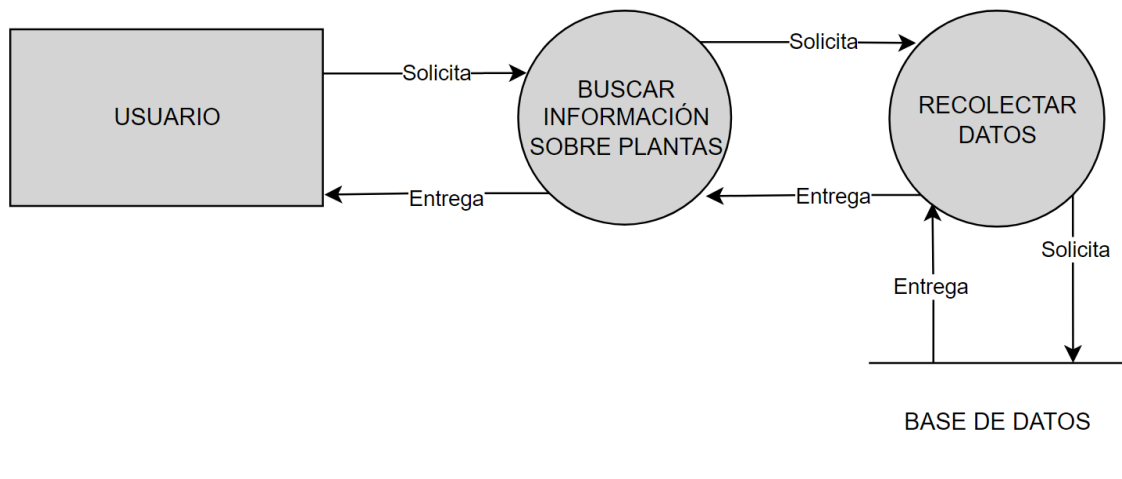 USUARIO
Solicita
Entrega
BUSCAR
INFORMACIÓN
SOBRE PLANTAS
Solicita
Entrega
RECOLECTAR
DATOS
Entrega
Solicita
BASE DE DATOS